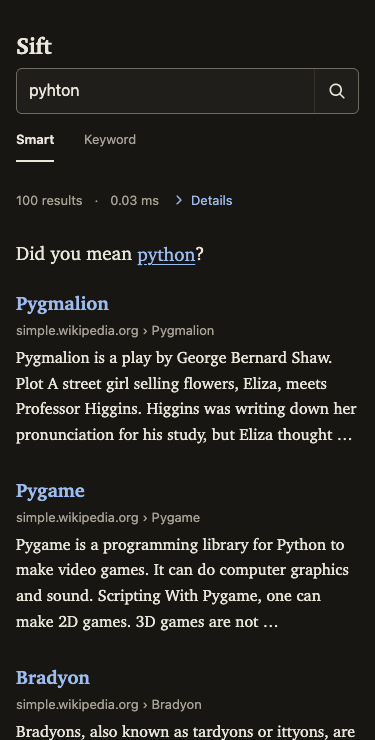 Sift
pyhton
Smart Keyword
100 results · 0.03 ms Details
Did you mean python?
Pygmalion
simple.wikipedia.org › Pygmalion
Pygmalion is a play by George Bernard Shaw.
Plot A street girl selling flowers, Eliza, meets
Professor Higgins. Higgins was writing down her
pronunciation for his study, but Eliza thought …
Pygame
simple.wikipedia.org › Pygame
Pygame is a programming library for Python to
make video games. It can do computer graphics
and sound. Scripting With Pygame, one can
make 2D games. 3D games are not …
Bradyon
simple.wikipedia.org › Bradyon
Bradyons, also known as tardyons or ittyons, are